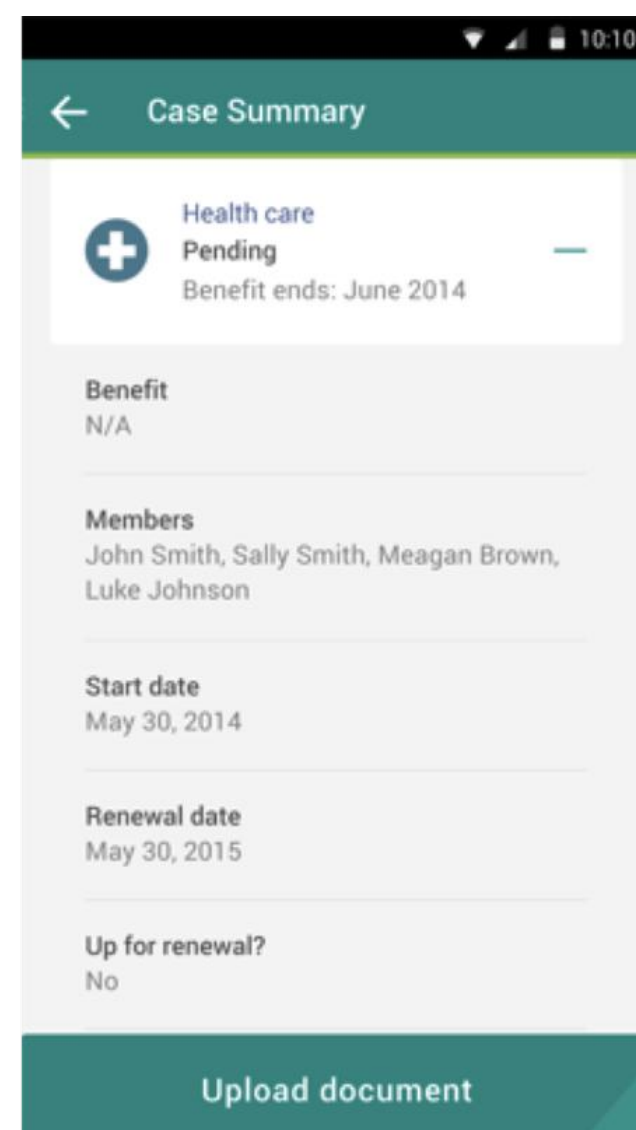 10:10
Case Summary
Health care
Pending
Benefit ends: June 2014
Benefit
N/A
Members
John Smith, Sally Smith, Meagan Brown,
Luke Johnson
Start date
May 30, 2014
Renewal date
May 30, 2015
Up for renewal?
No
Upload document